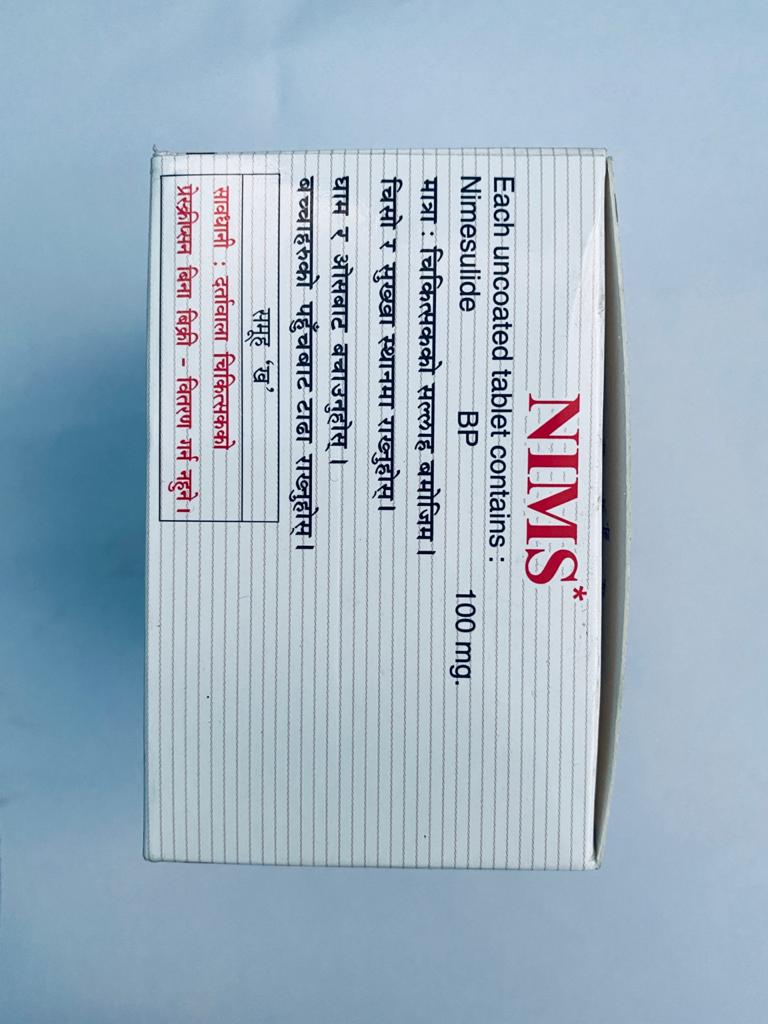 NIMS*
Each uncoated tablet contains :
Nimesulide BP 100 mg.
मात्रा : चिकित्सकको सल्लाह बमोजिम।
चिसो र सुख्खा स्थानमा राख्नुहोस्।
घाम र ओसबाट बचाउनुहोस्।
बच्चाहरुको पहुँचबाट टाढा राख्नुहोस्।
समूह ‘ख’
सावधानी : दर्तावाला चिकित्सकको
प्रेस्क्रीप्सन बिना बिक्री - वितरण गर्न नहुने।